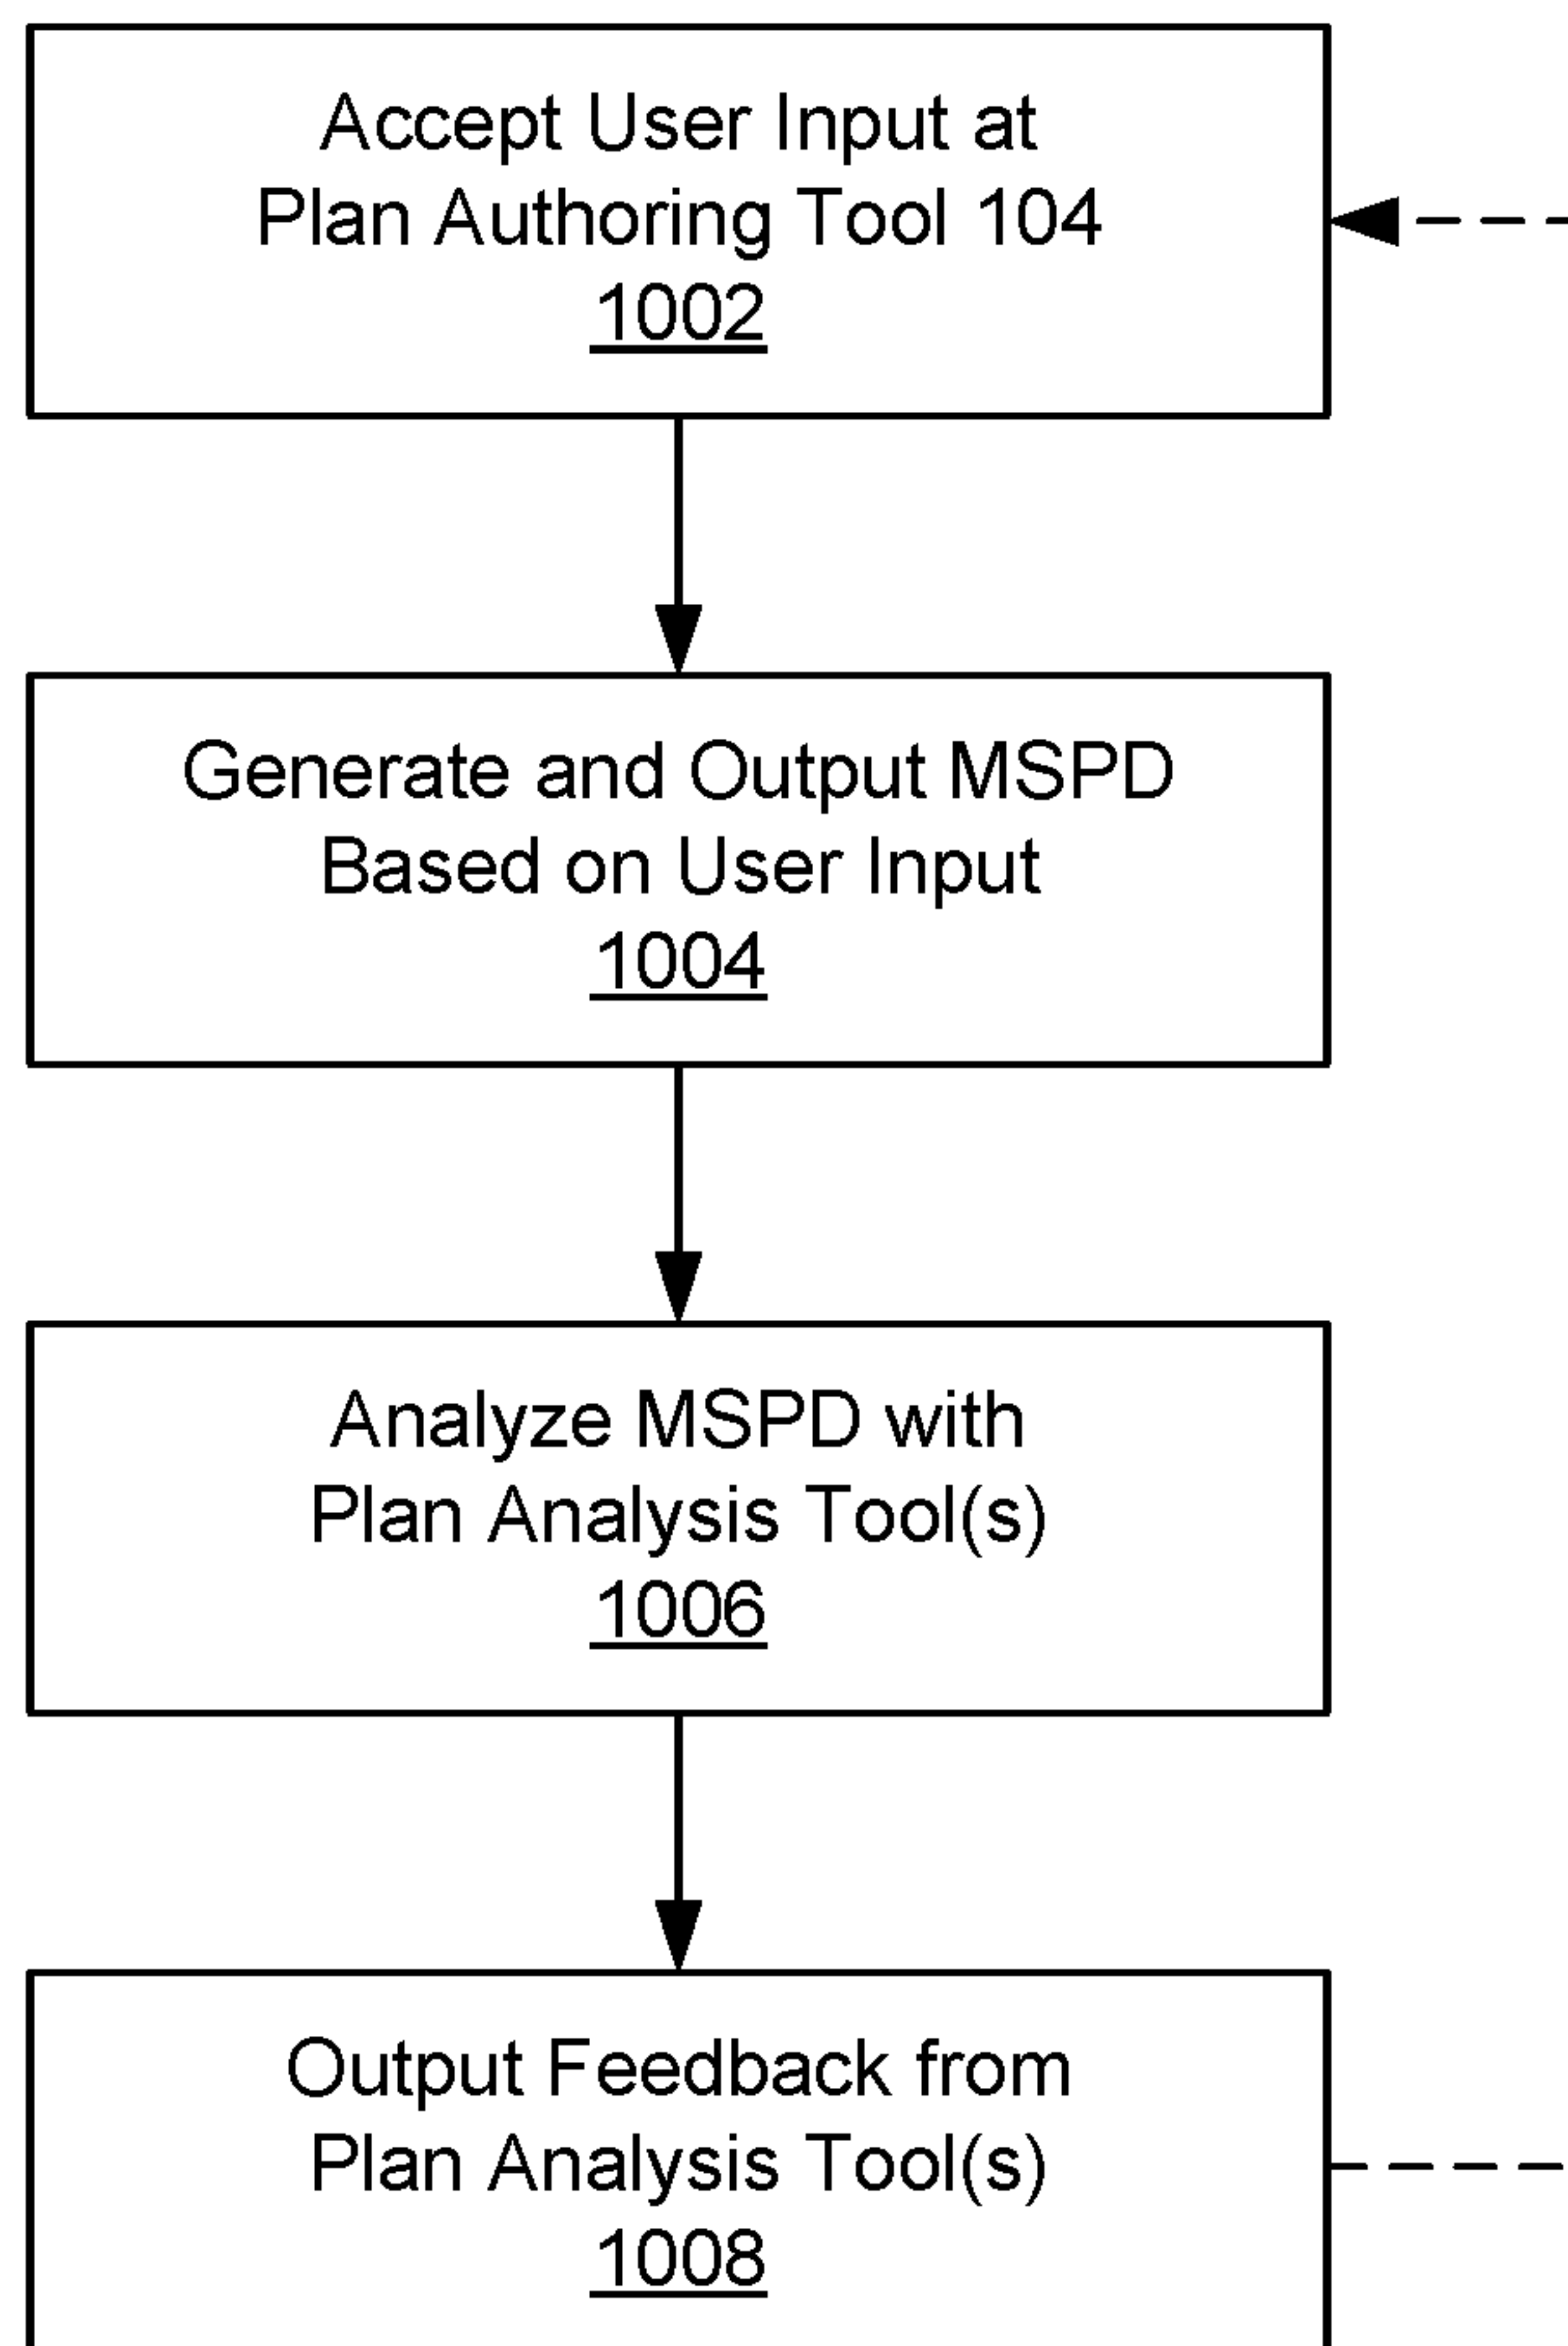 Accept User Input at
Plan Authoring Tool 104
1002
Generate and Output MSPD
Based on User Input
1004
Analyze MSPD with
Plan Analysis Tool(s)
1006
Output Feedback from
Plan Analysis Tool(s)
1008